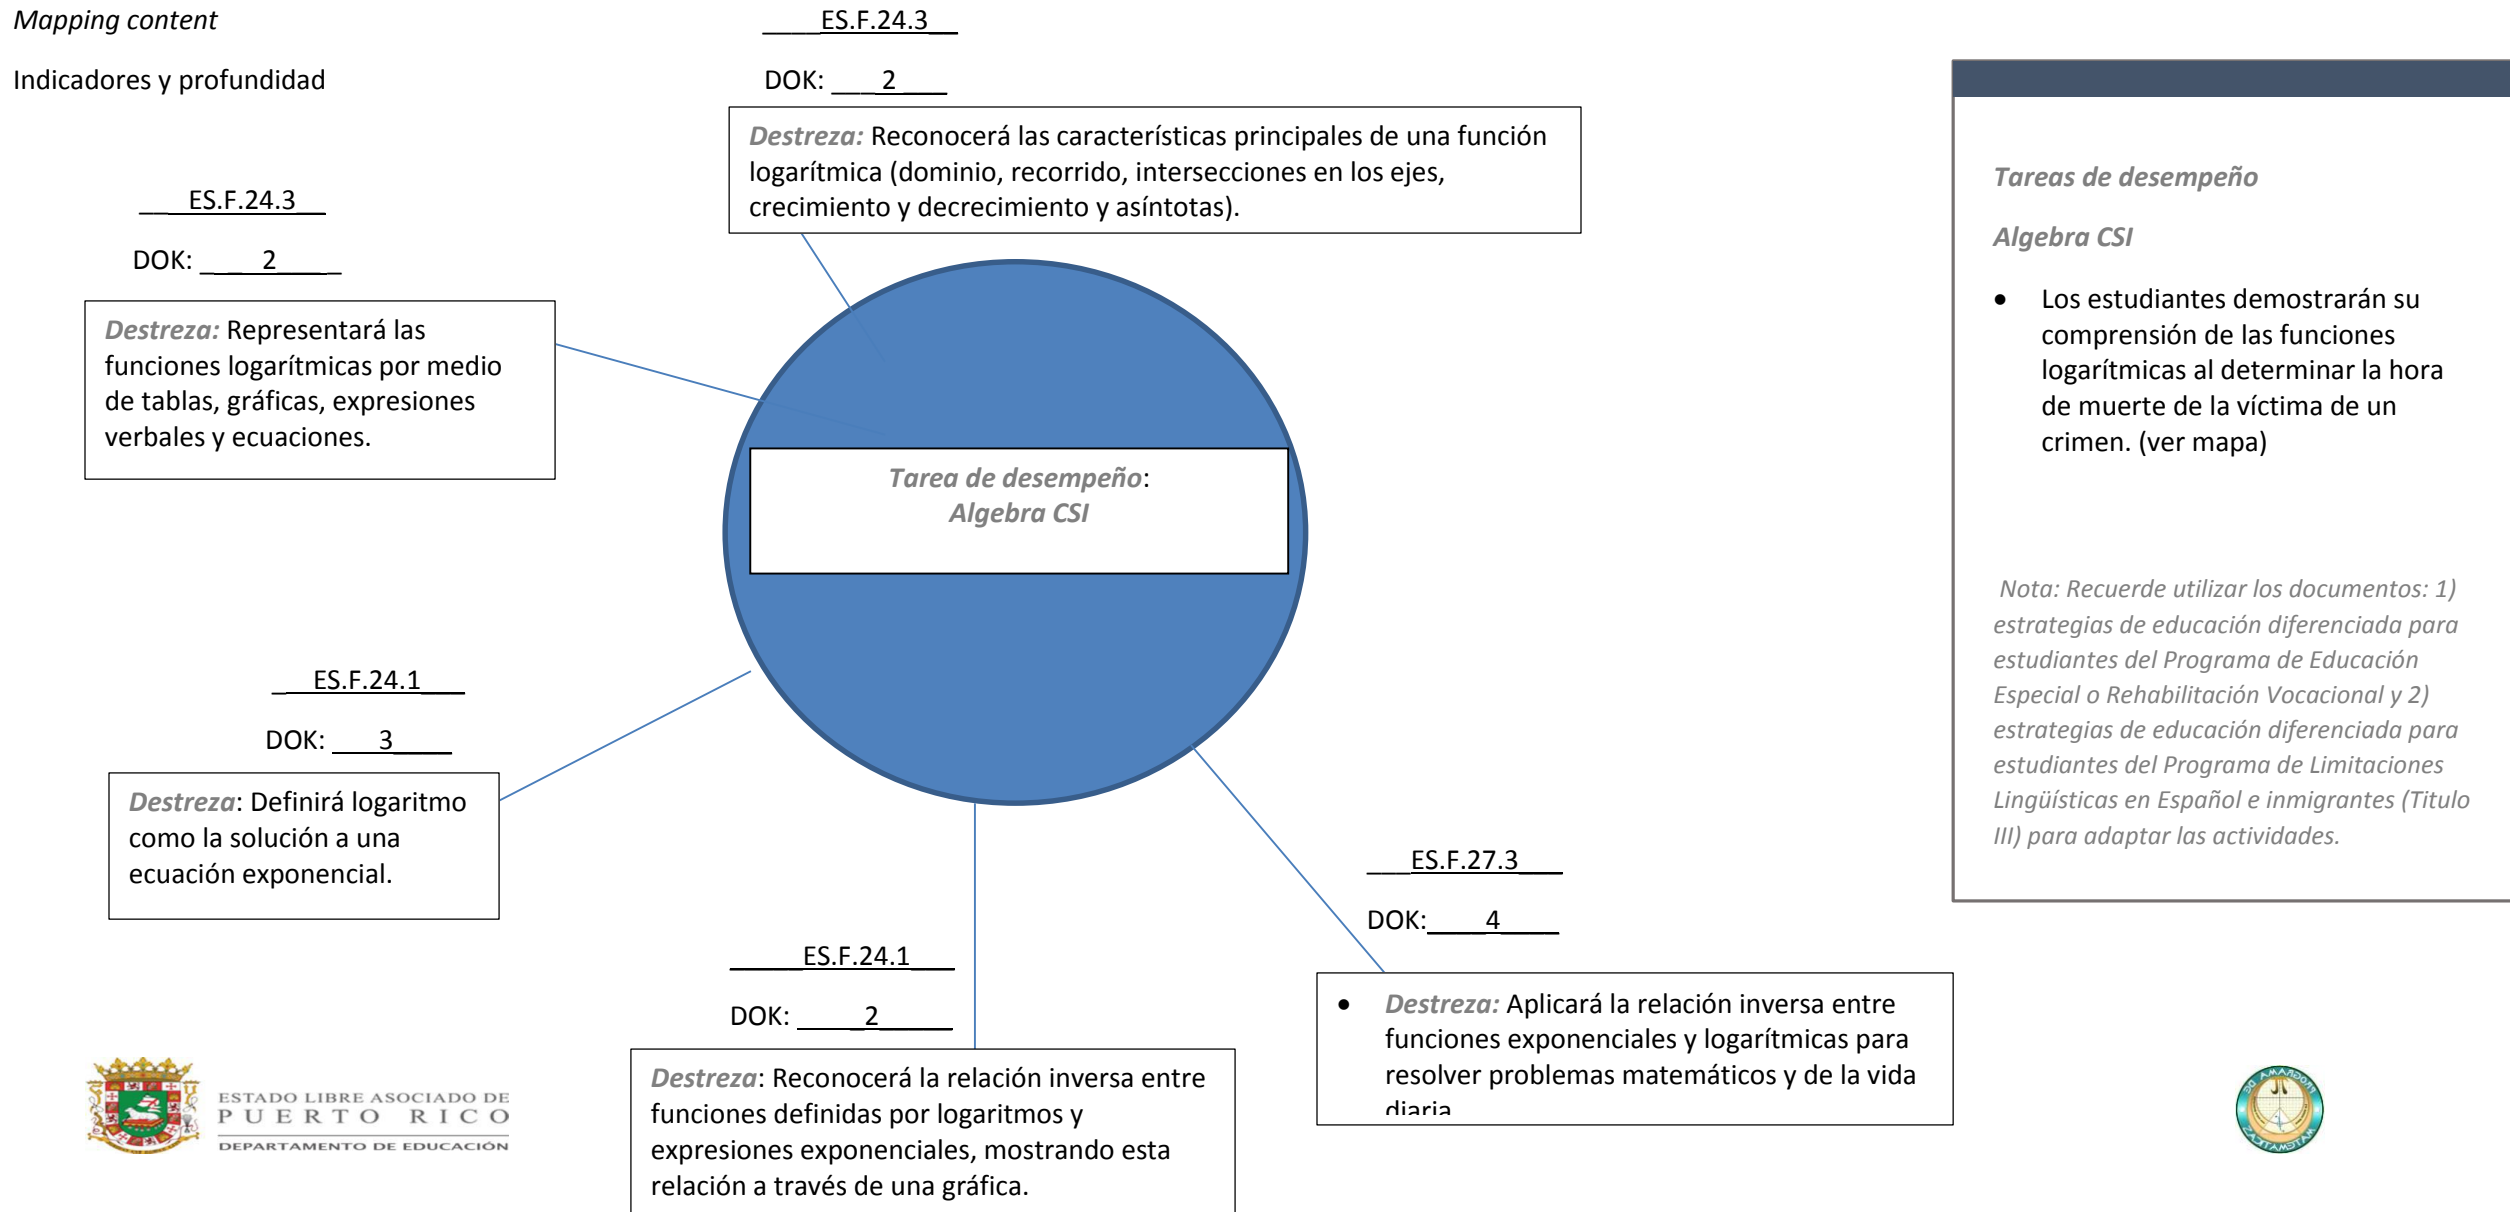 Mapping content
Indicadores y profundidad
____ES.F.24.3__
DOK: ___2____
Destreza: Reconocerá las características principales de una función
logarítmica (dominio, recorrido, intersecciones en los ejes,
crecimiento y decrecimiento y asíntotas).
__ES.F.24.3__
DOK: ____2_____
Destreza: Representará las
funciones logarítmicas por medio
de tablas, gráficas, expresiones
verbales y ecuaciones.
Tarea de desempeño:
Algebra CSI
_ES.F.24.1___
DOK: ___3____
Destreza: Definirá logaritmo
como la solución a una
ecuación exponencial.
_____ES.F.24.1___
DOK: _____2_____
Destreza: Reconocerá la relación inversa entre
funciones definidas por logaritmos y
expresiones exponenciales, mostrando esta
relación a través de una gráfica.
___ES.F.27.3___
DOK:____4____
• Destreza: Aplicará la relación inversa entre
funciones exponenciales y logarítmicas para
resolver problemas matemáticos y de la vida
diaria
Tareas de desempeño
Algebra CSI
• Los estudiantes demostrarán su
comprensión de las funciones
logarítmicas al determinar la hora
de muerte de la víctima de un
crimen. (ver mapa)
Nota: Recuerde utilizar los documentos: 1)
estrategias de educación diferenciada para
estudiantes del Programa de Educación
Especial o Rehabilitación Vocacional y 2)
estrategias de educación diferenciada para
estudiantes del Programa de Limitaciones
Lingüísticas en Español e inmigrantes (Titulo
III) para adaptar las actividades.
ESTADO LIBRE ASOCIADO DE
PUERTO RICO
DEPARTAMENTO DE EDUCACIÓN
PROGRAMA DE
MATEMATICAS